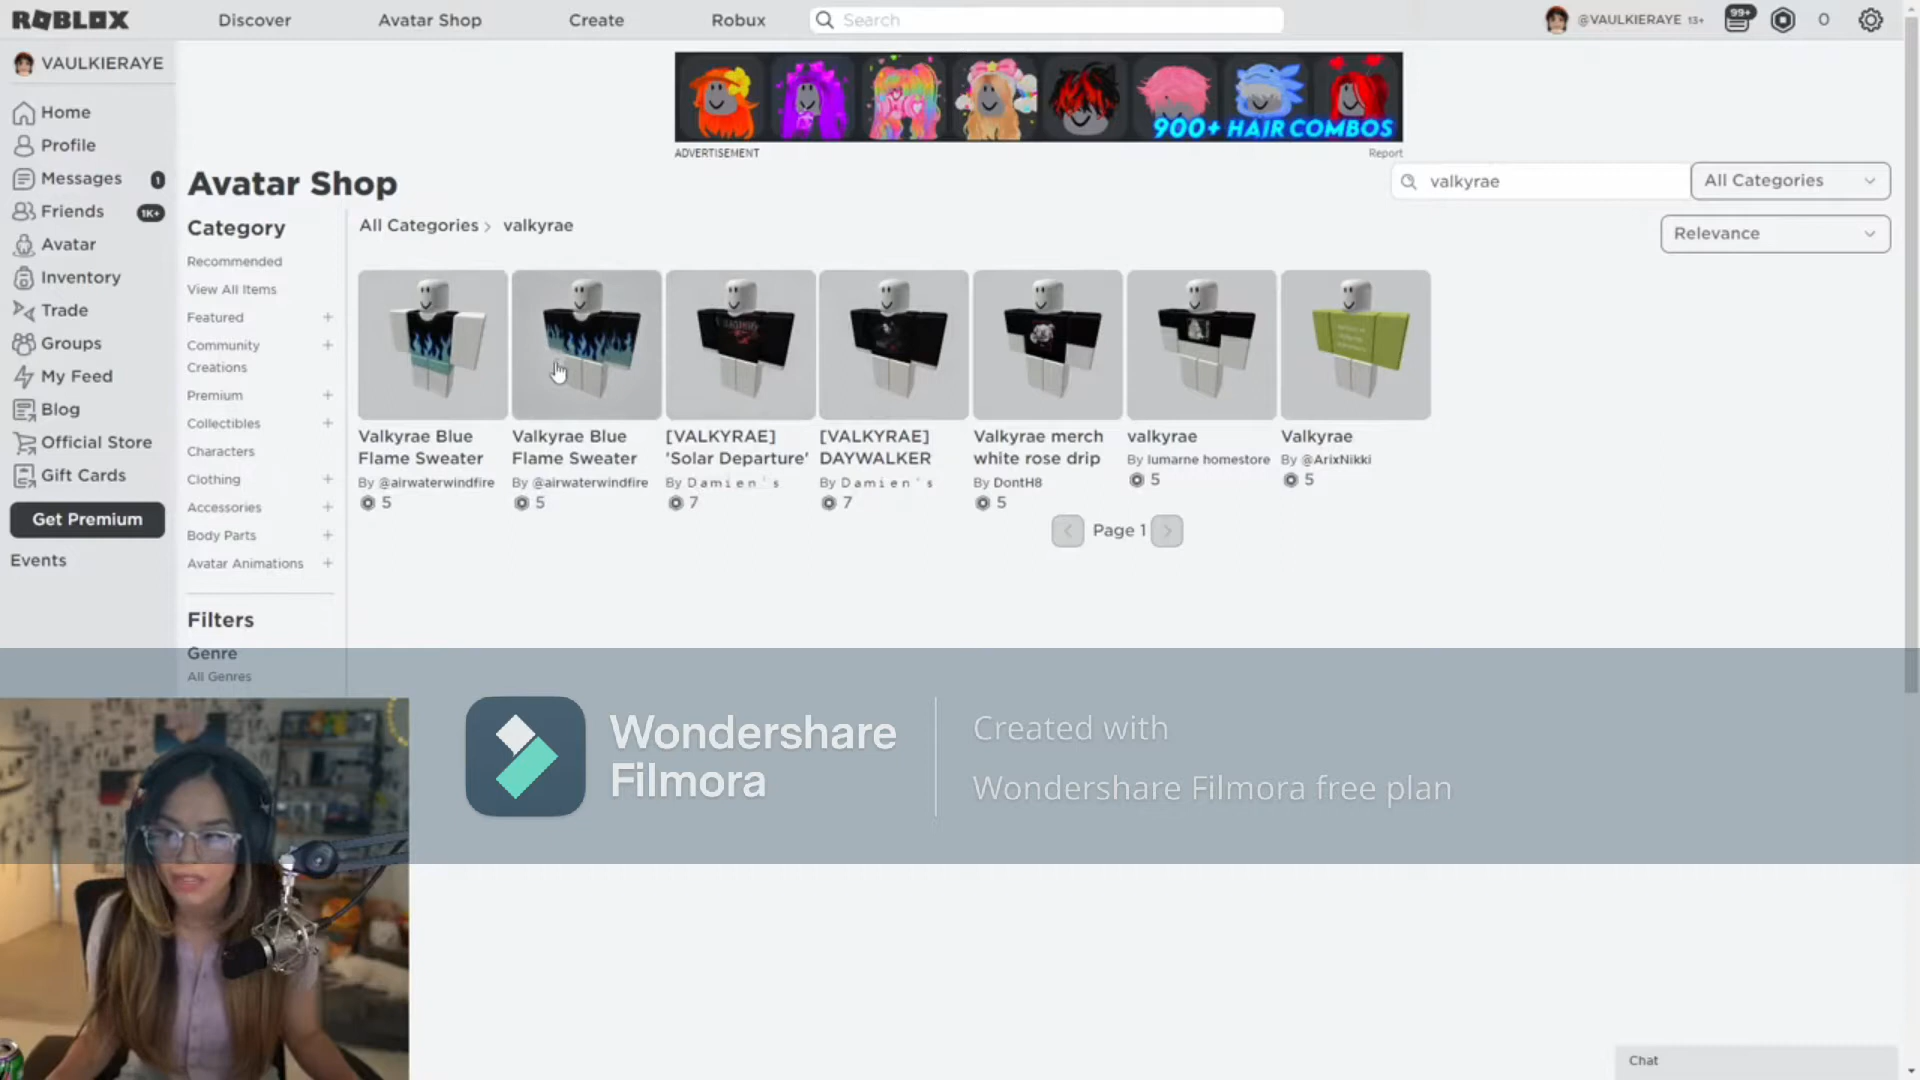 ROBLOX
Discover
Avatar Shop
Create
Robux
Search
@VAULKIERAYE 13+
99+
0
VAULKIERAYE
Home
Profile
Messages 1
Friends 1K+
Avatar
Inventory
Trade
Groups
My Feed
Blog
Official Store
Gift Cards
Get Premium
Events
900+ HAIR COMBOS
ADVERTISEMENT
Report
Avatar Shop
valkyrae
All Categories
Relevance
Category
Recommended
View All Items
Featured +
Community +
Creations
Premium +
Collectibles +
Characters
Clothing +
Accessories +
Body Parts +
Avatar Animations +
Filters
Genre
All Genres
All Categories > valkyrae
Valkyrae Blue
Flame Sweater
By @airwaterwindfire
5
Valkyrae Blue
Flame Sweater
By @airwaterwindfire
5
[VALKYRAE]
'Solar Departure'
By Damien's
7
[VALKYRAE]
DAYWALKER
By Damien's
7
Valkyrae merch
white rose drip
By DontH8
5
valkyrae
By lumarne homestore
5
Valkyrae
By @ArixNikki
5
< Page 1 >
Wondershare
Filmora
Created with
Wondershare Filmora free plan
Chat